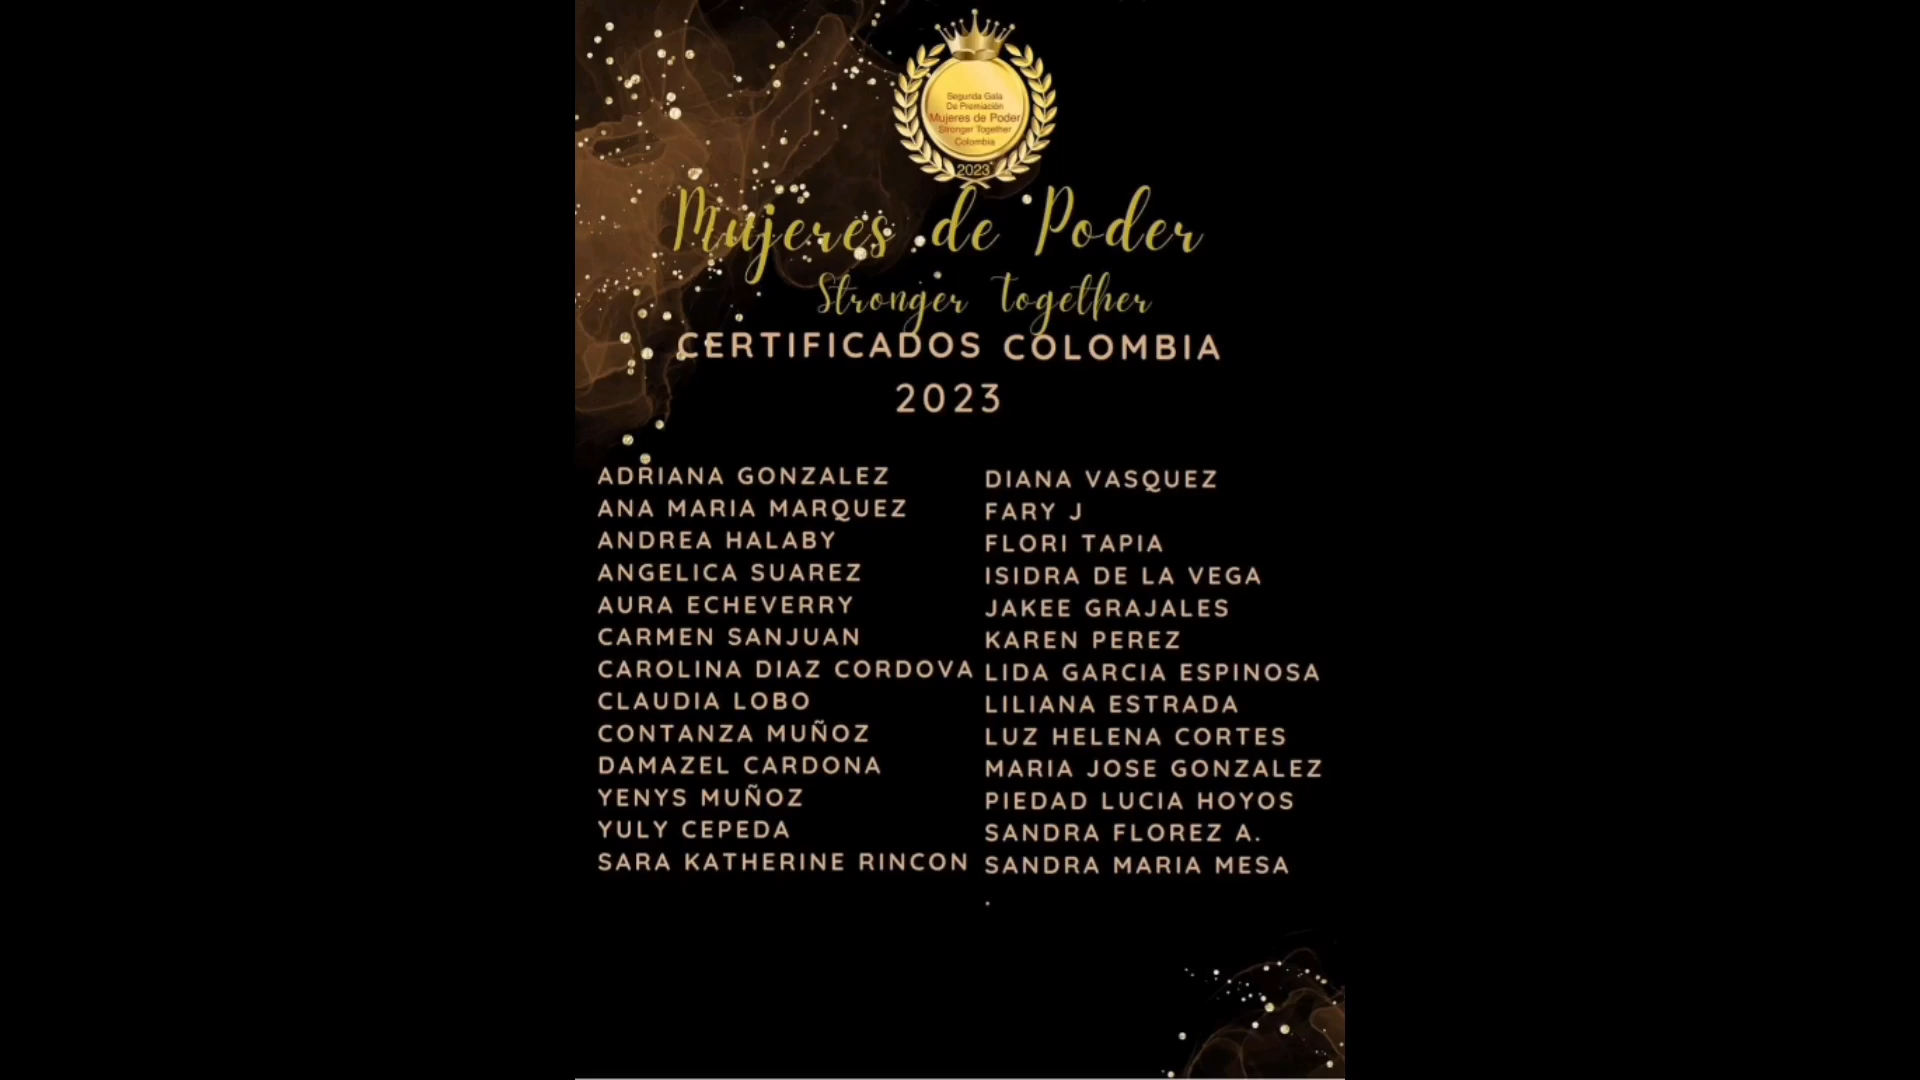 Segunda Gala
De Premiación
Mujeres de Poder
Stronger Together
Colombia
2023
Mujeres de Poder
Stronger Together
CERTIFICADOS COLOMBIA
2023
ADRIANA GONZALEZ
ANA MARIA MARQUEZ
ANDREA HALABY
ANGELICA SUAREZ
AURA ECHEVERRY
CARMEN SANJUAN
CAROLINA DIAZ CORDOVA
CLAUDIA LOBO
CONTANZA MUÑOZ
DAMAZEL CARDONA
YENYS MUÑOZ
YULY CEPEDA
SARA KATHERINE RINCON
DIANA VASQUEZ
FARY J
FLORI TAPIA
ISIDRA DE LA VEGA
JAKEE GRAJALES
KAREN PEREZ
LIDA GARCIA ESPINOSA
LILIANA ESTRADA
LUZ HELENA CORTES
MARIA JOSE GONZALEZ
PIEDAD LUCIA HOYOS
SANDRA FLOREZ A.
SANDRA MARIA MESA
.